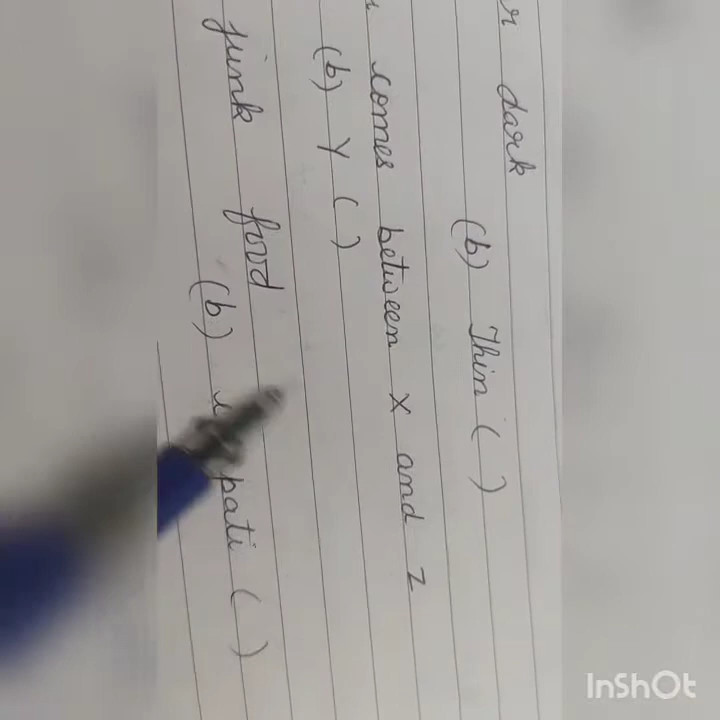 r dark
(b) Thin ( )
comes between X and Z
(b) Y ( )
junk food
(b) pati ( )
InShOt